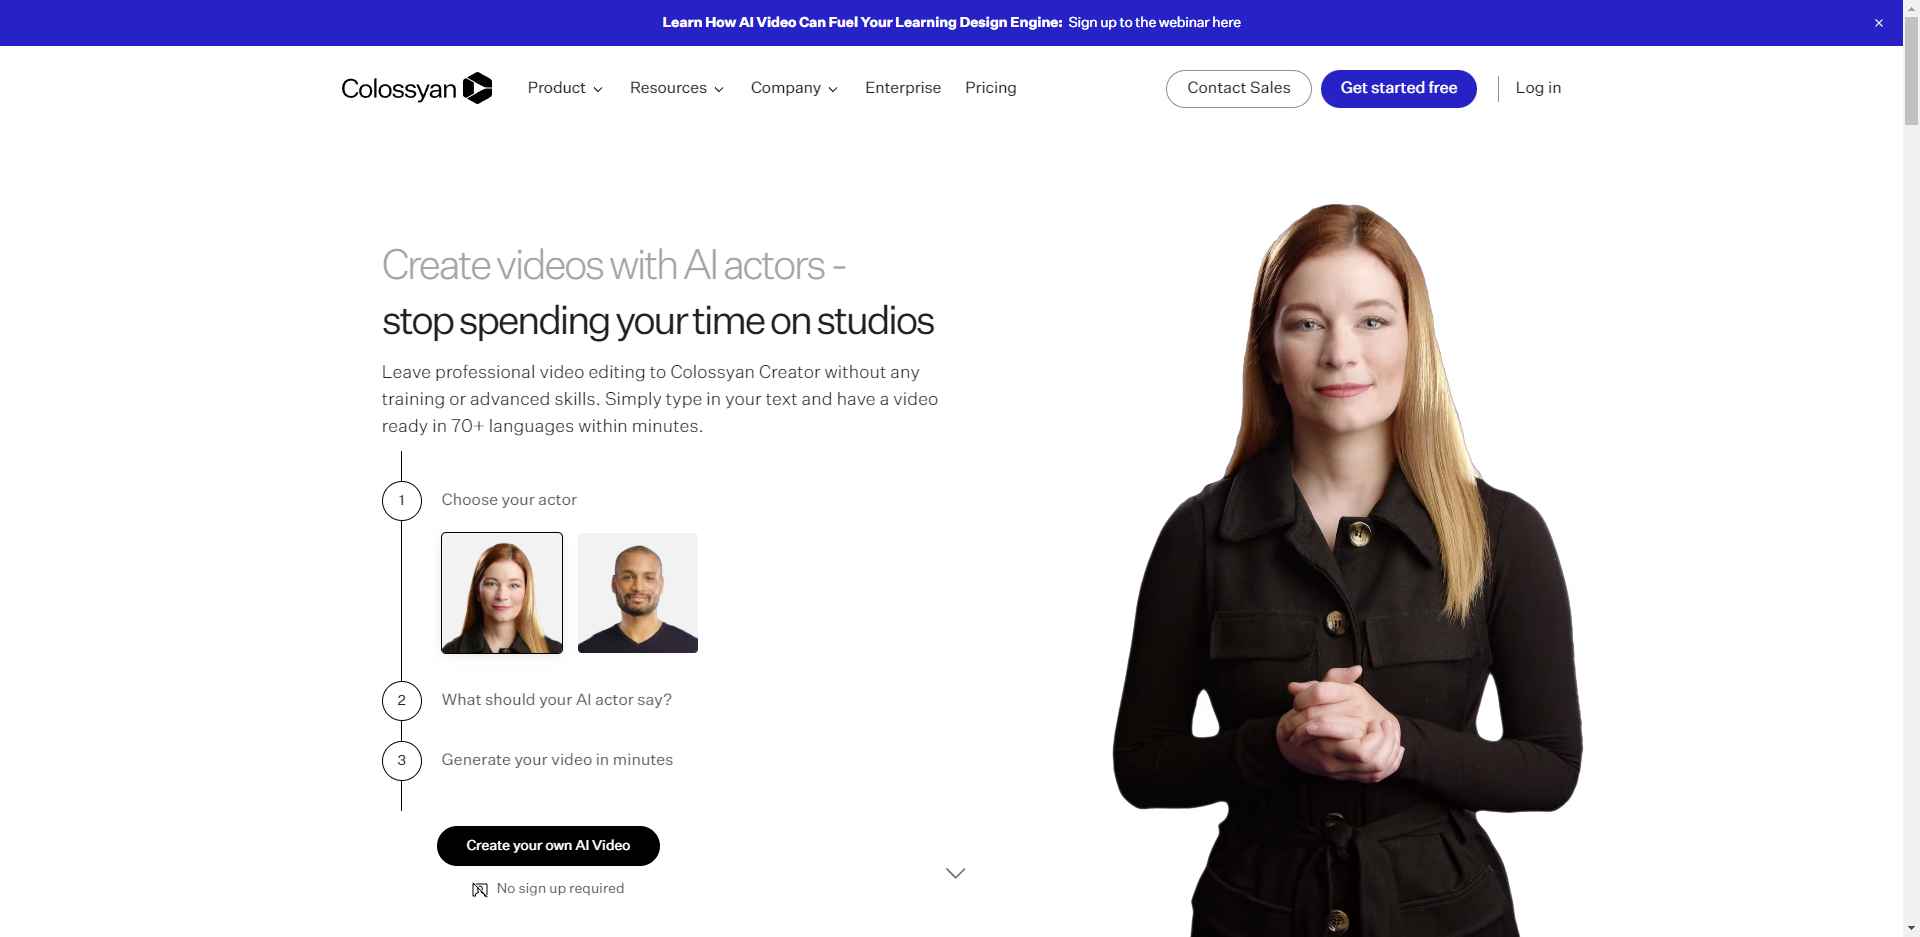 Learn How AI Video Can Fuel Your Learning Design Engine: Sign up to the webinar here ×
Colossyan Product Resources Company Enterprise Pricing Contact Sales Get started free Log in
Create videos with AI actors -
stop spending your time on studios
Leave professional video editing to Colossyan Creator without any
training or advanced skills. Simply type in your text and have a video
ready in 70+ languages within minutes.
1 Choose your actor
2 What should your AI actor say?
3 Generate your video in minutes
Create your own AI Video
No sign up required